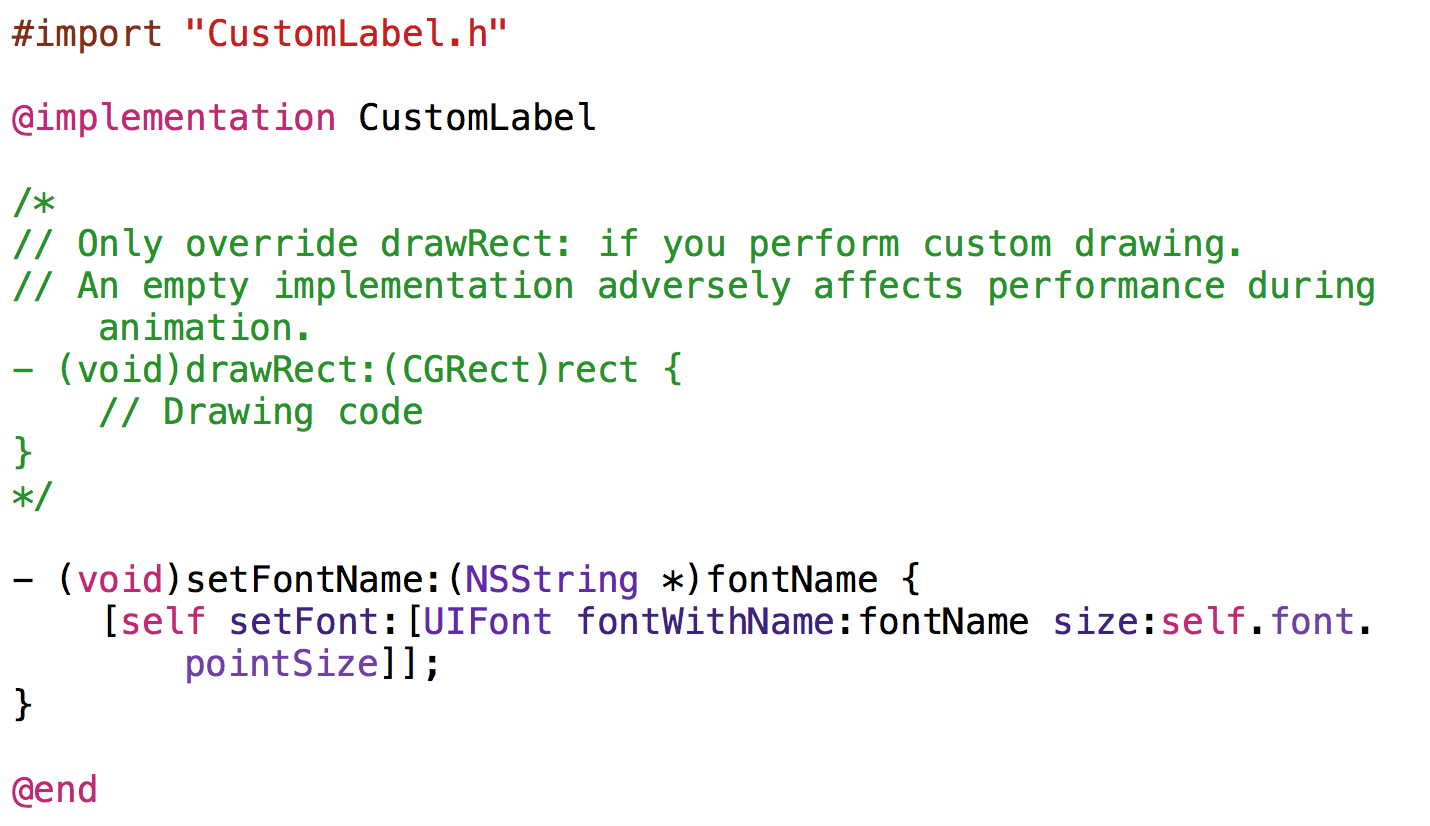 #import "CustomLabel.h"
@implementation CustomLabel
/*
// Only override drawRect: if you perform custom drawing.
// An empty implementation adversely affects performance during
    animation.
- (void)drawRect:(CGRect)rect {
    // Drawing code
}
*/
- (void)setFontName:(NSString *)fontName {
    [self setFont:[UIFont fontWithName:fontName size:self.font.
        pointSize]];
}
@end